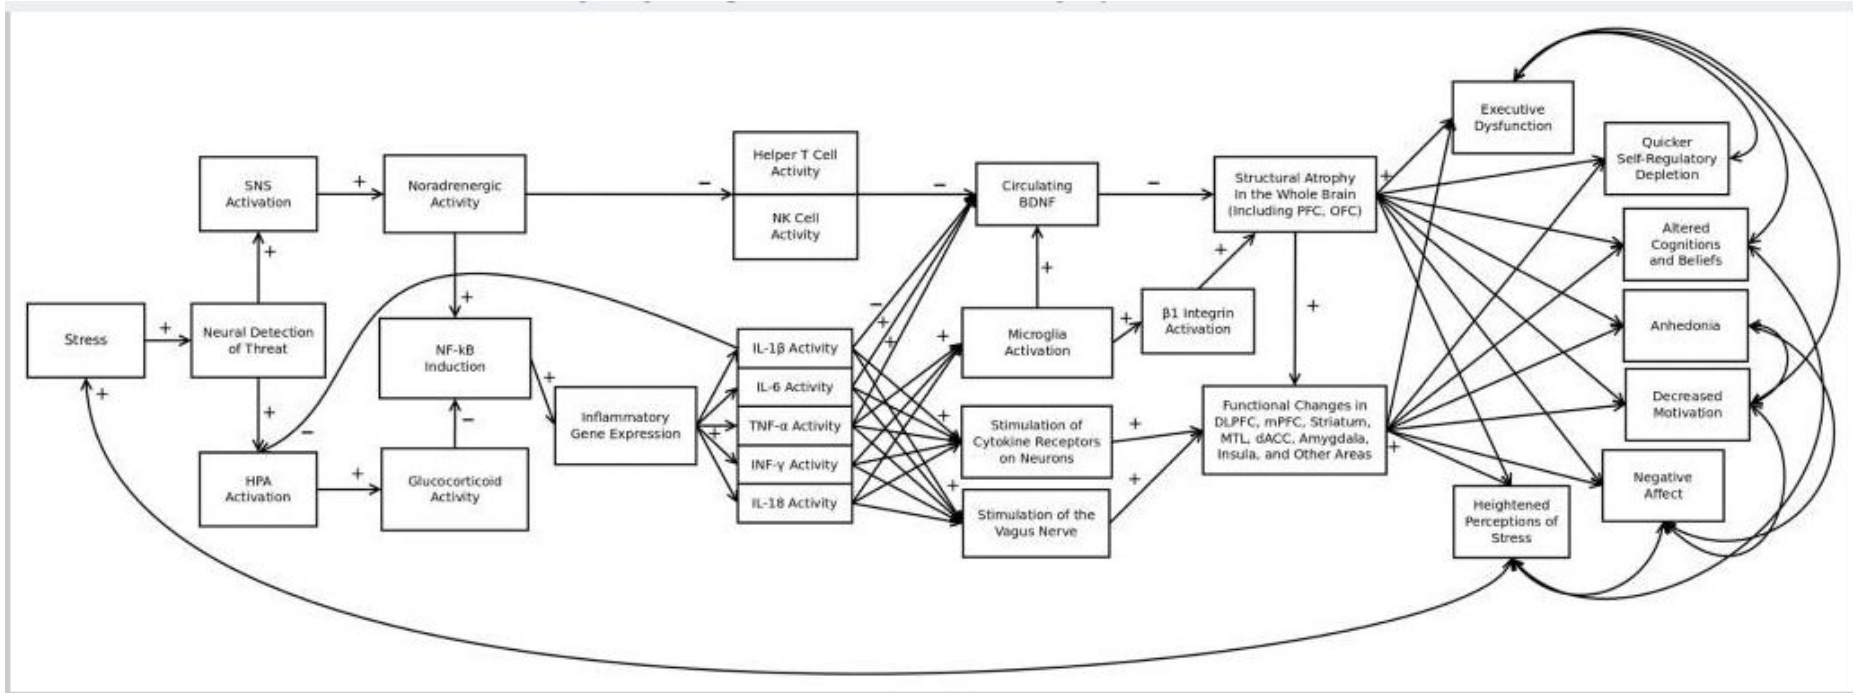 Executive
Dysfunction
Quicker
Self-Regulatory
Depletion
Helper T Cell
Activity
NK Cell
Activity
SNS
Activation
+
Noradrenergic
Activity
−
−
Circulating
BDNF
−
Structural Atrophy
In the Whole Brain
(Including PFC, OFC)
+
Altered
Cognitions
and Beliefs
+
+
+
+
Stress
+
Neural Detection
of Threat
NF-kB
Induction
+
−
+
+
IL-1β Activity
IL-6 Activity
TNF-α Activity
INF-γ Activity
IL-18 Activity
+
Microglia
Activation
+
β1 Integrin
Activation
+
Anhedonia
Decreased
Motivation
+
+
−
−
Inflammatory
Gene Expression
+
+
Stimulation of
Cytokine Receptors
on Neurons
+
Functional Changes in
DLPFC, mPFC, Striatum,
MTL, dACC, Amygdala,
Insula, and Other Areas
+
HPA
Activation
+
Glucocorticoid
Activity
+
Stimulation of the
Vagus Nerve
+
Negative
Affect
Heightened
Perceptions of
Stress